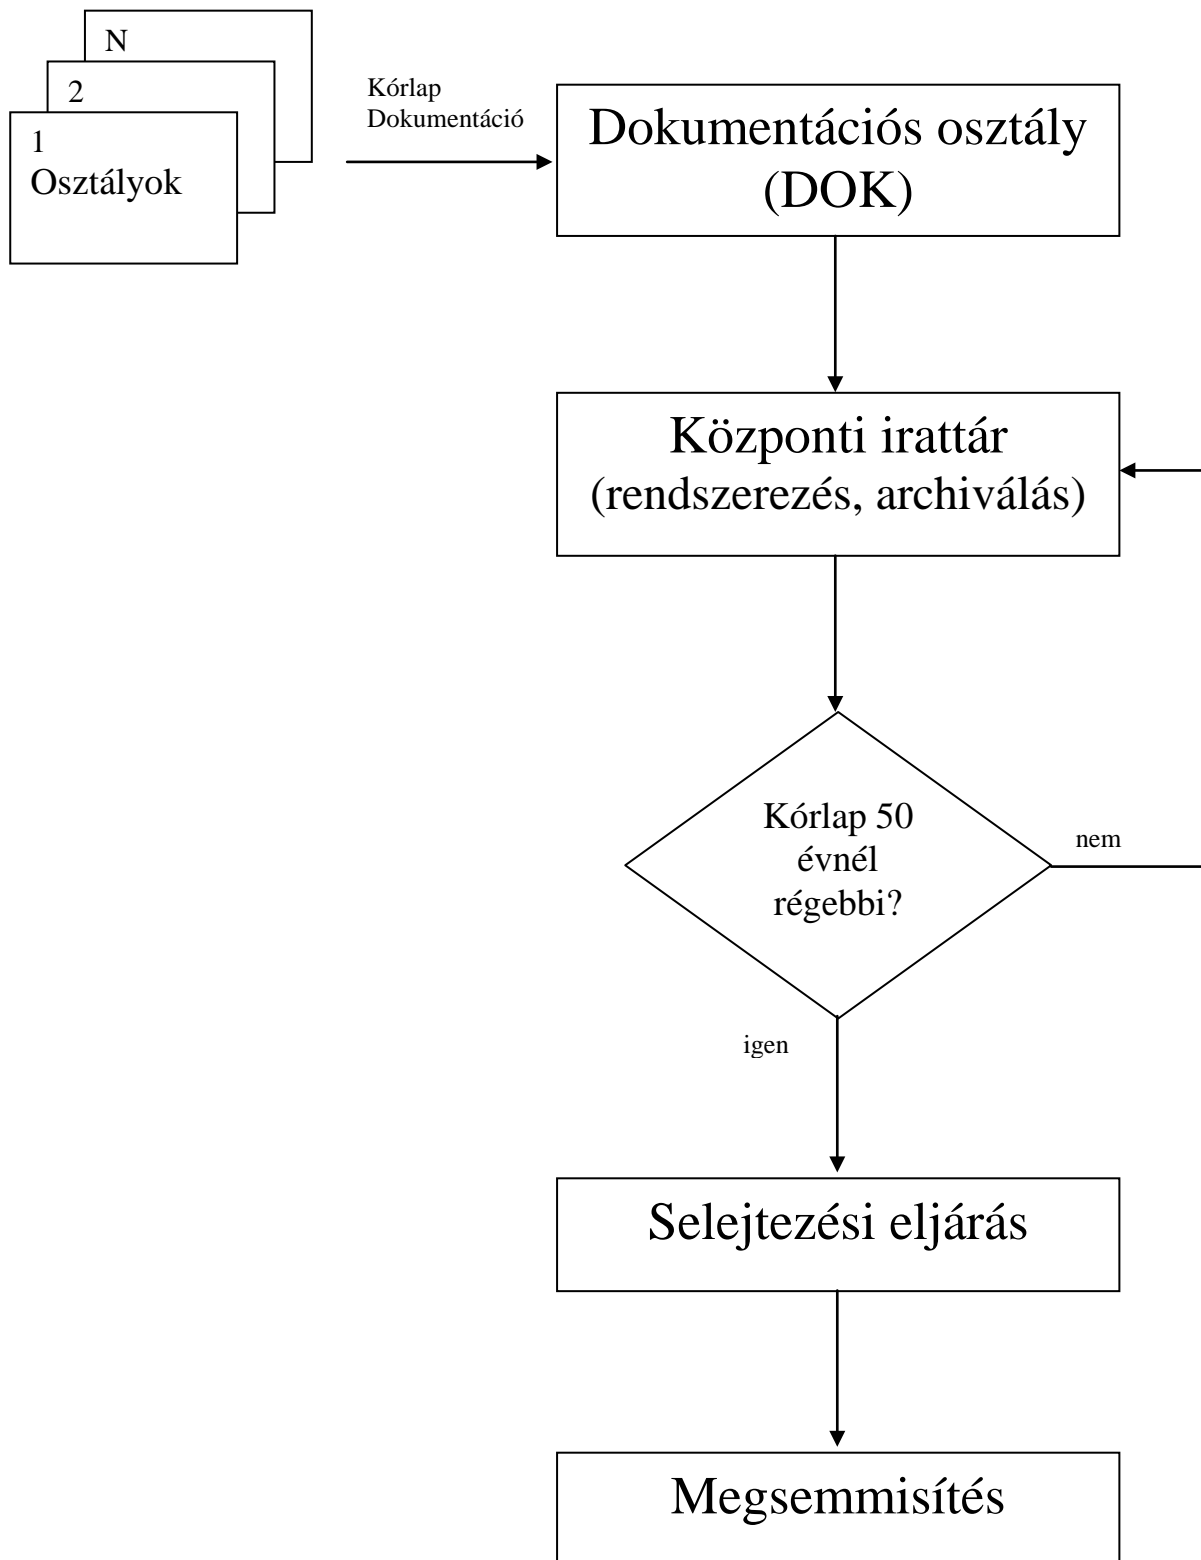 N
2
1
Osztályok
Kórlap
Dokumentáció
Dokumentációs osztály
(DOK)
Központi irattár
(rendszerezés, archiválás)
Kórlap 50
évnél
régebbi?
nem
igen
Selejtezési eljárás
Megsemmisítés